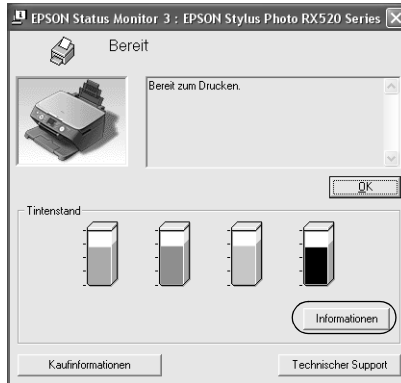 EPSON Status Monitor 3 : EPSON Stylus Photo RX520 Series
Bereit
Bereit zum Drucken.
OK
Tintenstand
Informationen
Kaufinformationen
Technischer Support